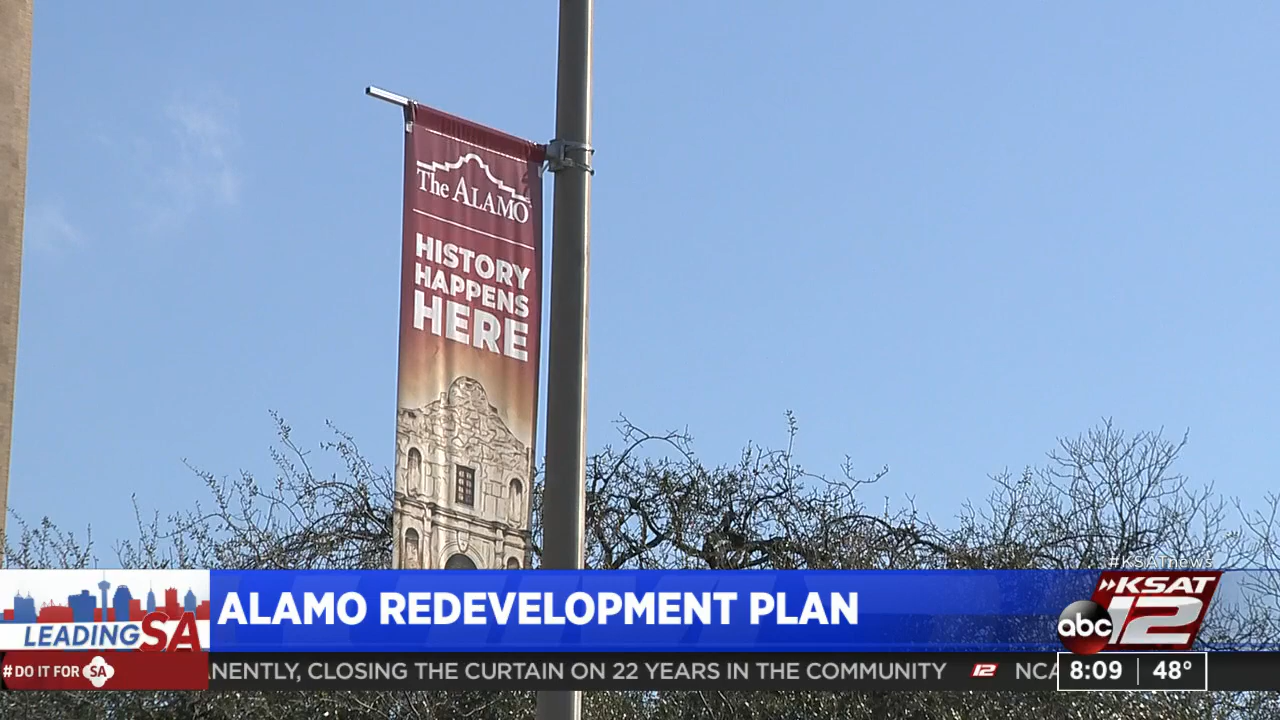 The ALAMO
HISTORY
HAPPENS
HERE
#KSATnews
LEADING SA
ALAMO REDEVELOPMENT PLAN
abc
KSAT
12
#DO IT FOR SA
NENTLY, CLOSING THE CURTAIN ON 22 YEARS IN THE COMMUNITY 12 NCA
8:09 48°